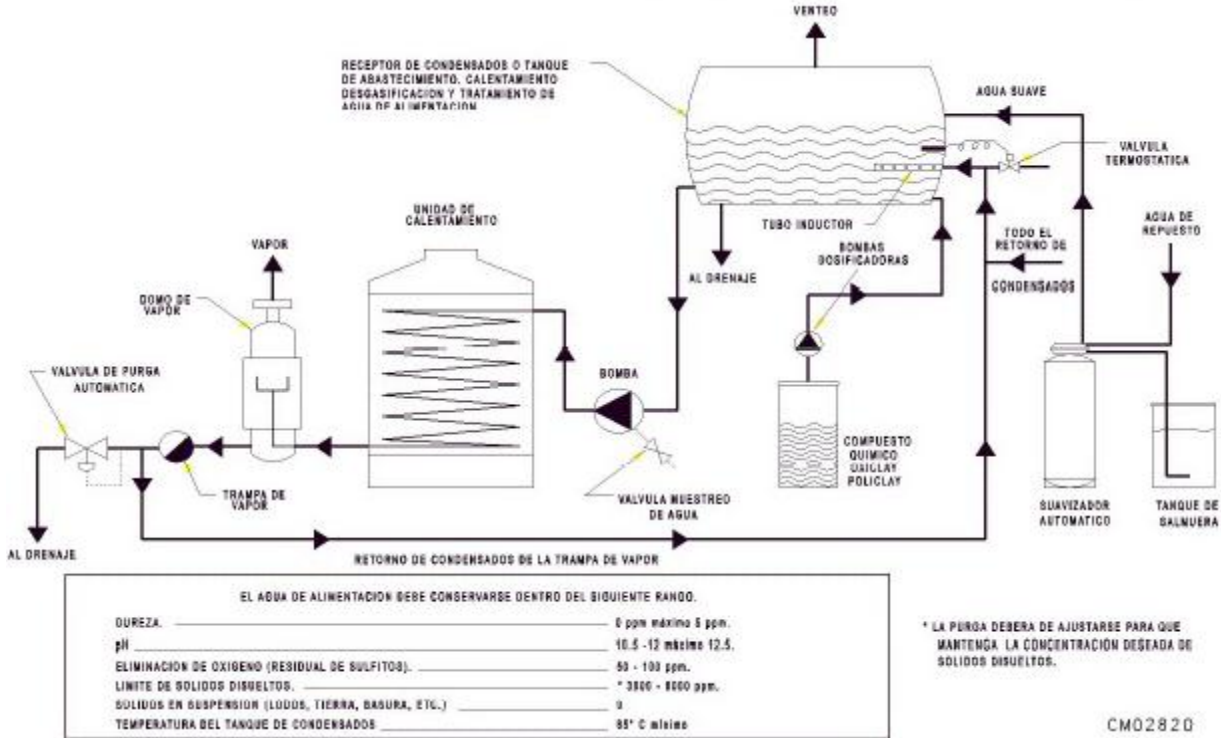 VENTEO
RECEPTOR DE CONDENSADOS O TANQUE
DE ABASTECIMIENTO. CALENTAMIENTO
DESGASIFICACION Y TRATAMIENTO DE
AGUA DE ALIMENTACION
AGUA SUAVE
VALVULA
TERMOSTATICA
UNIDAD DE
CALENTAMIENTO
TUBO INDUCTOR
AGUA DE
REPUESTO
VAPOR
TODO EL
RETORNO DE
CONDENSADOS
BOMBAS
DOSIFICADORAS
AL DRENAJE
DOMO DE
VAPOR
VALVULA DE PURGA
AUTOMATICA
BOMBA
COMPUESTO
QUIMICO
OXICLAY
POLICLAY
TRAMPA DE
VAPOR
VALVULA MUESTREO
DE AGUA
SUAVIZADOR
AUTOMATICO
TANQUE DE
SALMUERA
AL DRENAJE
RETORNO DE CONDENSADOS DE LA TRAMPA DE VAPOR
EL AGUA DE ALIMENTACION DEBE CONSERVARSE DENTRO DEL SIGUIENTE RANGO.
DUREZA. 0 ppm máximo 5 ppm.
pH 10.5 -12 máximo 12.5.
ELIMINACION DE OXIGENO (RESIDUAL DE SULFITOS). 50 - 100 ppm.
LIMITE DE SOLIDOS DISUELTOS. * 3500 - 6000 ppm.
SOLIDOS EN SUSPENSION (LODOS, TIERRA, BASURA, ETC.) 0
TEMPERATURA DEL TANQUE DE CONDENSADOS 85° C mínimo
* LA PURGA DEBERA DE AJUSTARSE PARA QUE
MANTENGA LA CONCENTRACIÓN DESEADA DE
SOLIDOS DISUELTOS.
CM02820